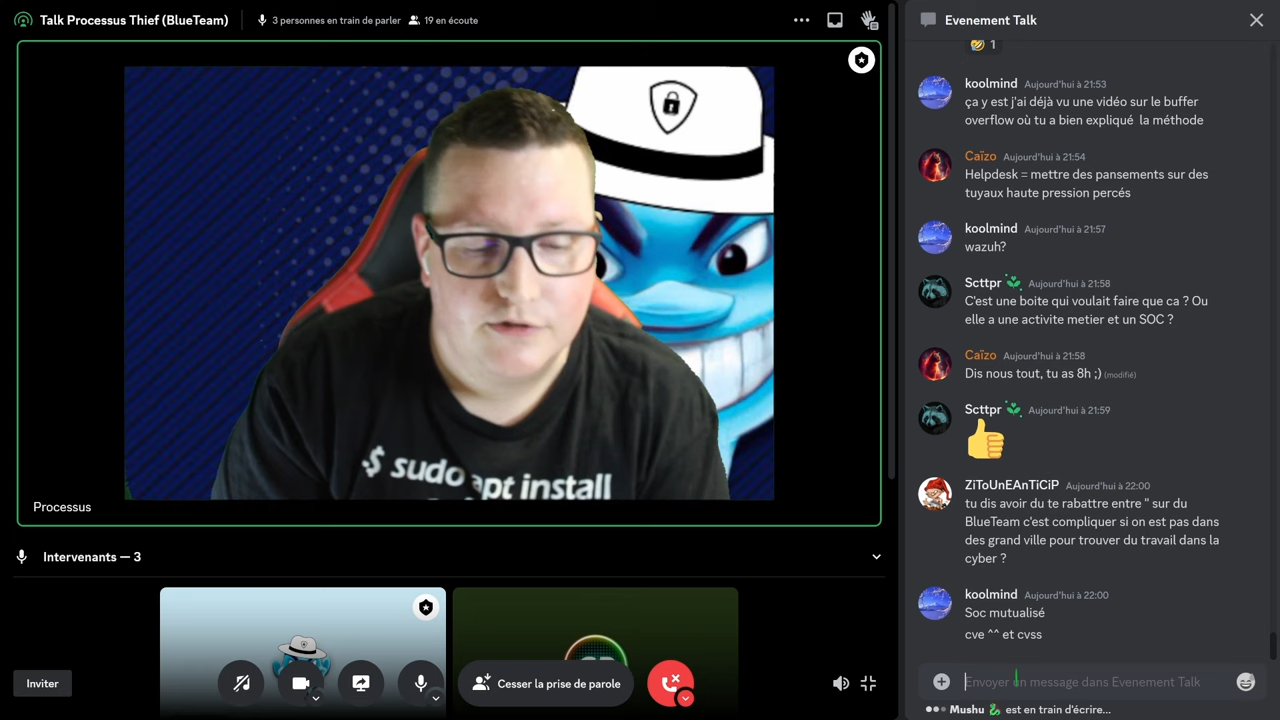 Talk Processus Thief (BlueTeam)
3 personnes en train de parler
19 en écoute
Evenement Talk
1
koolmind Aujourd'hui à 21:53
ça y est j'ai déjà vu une vidéo sur le buffer
overflow où tu a bien expliqué la méthode
Caïzo Aujourd'hui à 21:54
Helpdesk = mettre des pansements sur des
tuyaux haute pression percés
koolmind Aujourd'hui à 21:57
wazuh?
Scttpr Aujourd'hui à 21:58
C'est une boite qui voulait faire que ca ? Ou
elle a une activite metier et un SOC ?
Caïzo Aujourd'hui à 21:58
Dis nous tout, tu as 8h ;) (modifié)
Scttpr Aujourd'hui à 21:59
ZiToUnEAnTiCiP Aujourd'hui à 22:00
tu dis avoir du te rabattre entre " sur du
BlueTeam c'est compliquer si on est pas dans
des grand ville pour trouver du travail dans la
cyber ?
koolmind Aujourd'hui à 22:00
Soc mutualisé
cve ^^ et cvss
Envoyer un message dans Evenement Talk
Mushu est en train d'écrire...
$ sudo apt install
Processus
Intervenants — 3
Inviter
Cesser la prise de parole